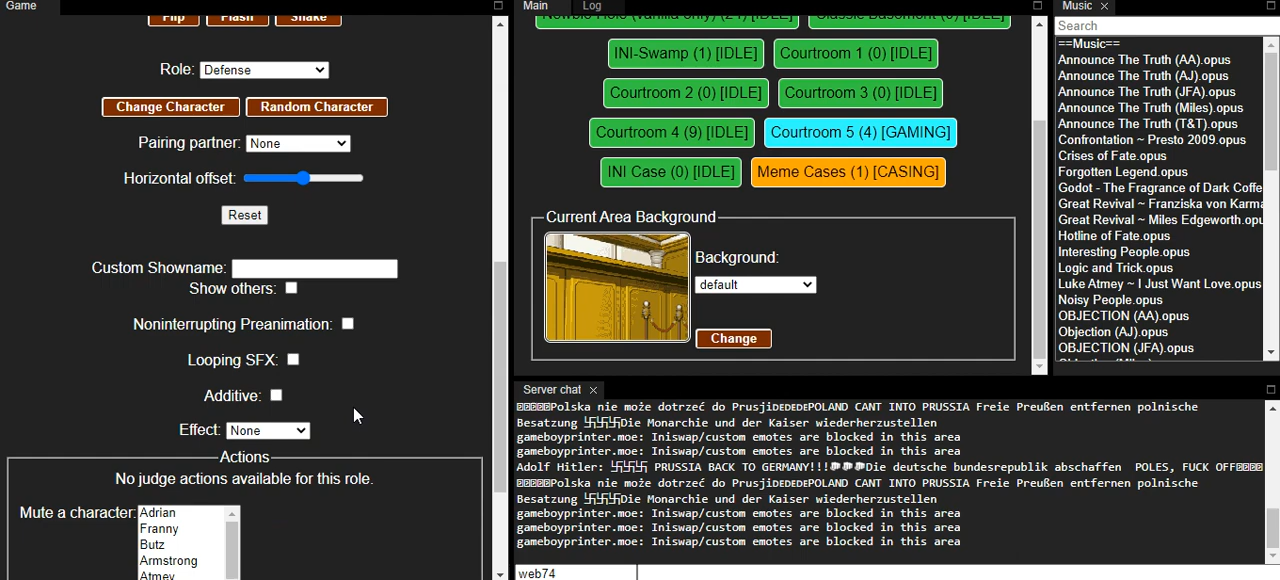 Game
Flip Flash Shake
Role: Defense
Change Character Random Character
Pairing partner: None
Horizontal offset:
Reset
Custom Showname:
Show others:
Noninterrupting Preanimation:
Looping SFX:
Additive:
Effect: None
Actions
No judge actions available for this role.
Mute a character:
Adrian
Franny
Butz
Armstrong
Atmey
Main Log
INI-Swamp (1) [IDLE] Courtroom 1 (0) [IDLE]
Courtroom 2 (0) [IDLE] Courtroom 3 (0) [IDLE]
Courtroom 4 (9) [IDLE] Courtroom 5 (4) [GAMING]
INI Case (0) [IDLE] Meme Cases (1) [CASING]
Current Area Background
Background:
default
Change
Music
Search
==Music==
Announce The Truth (AA).opus
Announce The Truth (AJ).opus
Announce The Truth (JFA).opus
Announce The Truth (Miles).opus
Announce The Truth (T&T).opus
Confrontation ~ Presto 2009.opus
Crises of Fate.opus
Forgotten Legend.opus
Godot - The Fragrance of Dark Coffe
Great Revival ~ Franziska von Karma
Great Revival ~ Miles Edgeworth.opu
Hotline of Fate.opus
Interesting People.opus
Logic and Trick.opus
Luke Atmey ~ I Just Want Love.opus
Noisy People.opus
OBJECTION (AA).opus
Objection (AJ).opus
OBJECTION (JFA).opus
Server chat
Polska nie może dotrzeć do PrusjiDEDEDEPOLAND CANT INTO PRUSSIA Freie Preußen entfernen polnische
Besatzung 卐卐卐Die Monarchie und der Kaiser wiederherzustellen
gameboyprinter.moe: Iniswap/custom emotes are blocked in this area
Adolf Hitler: 卐卐卐 PRUSSIA BACK TO GERMANY!!!Die deutsche bundesrepublik abschaffen POLES, FUCK OFF
Polska nie może dotrzeć do PrusjiDEDEDEPOLAND CANT INTO PRUSSIA Freie Preußen entfernen polnische
Besatzung 卐卐卐Die Monarchie und der Kaiser wiederherzustellen
gameboyprinter.moe: Iniswap/custom emotes are blocked in this area
gameboyprinter.moe: Iniswap/custom emotes are blocked in this area
gameboyprinter.moe: Iniswap/custom emotes are blocked in this area
web74